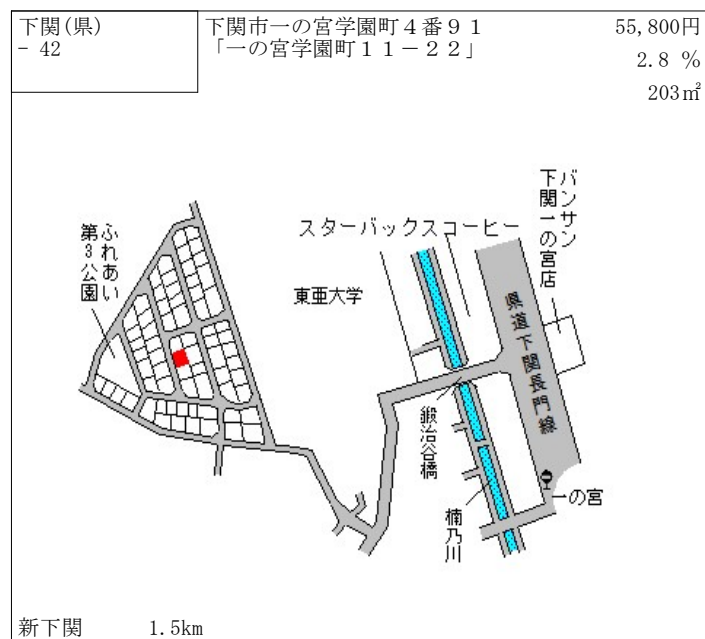 下関(県)
- 42
下関市一の宮学園町４番９１
「一の宮学園町１１－２２」
55,800円
2.8 %
203㎡
バンサン
下関一の宮店
スターバックスコーヒー
ふれあい
第3公園
東亜大学
県道下関長門線
鍛治谷橋
一の宮
楠乃川
新下関 1.5km